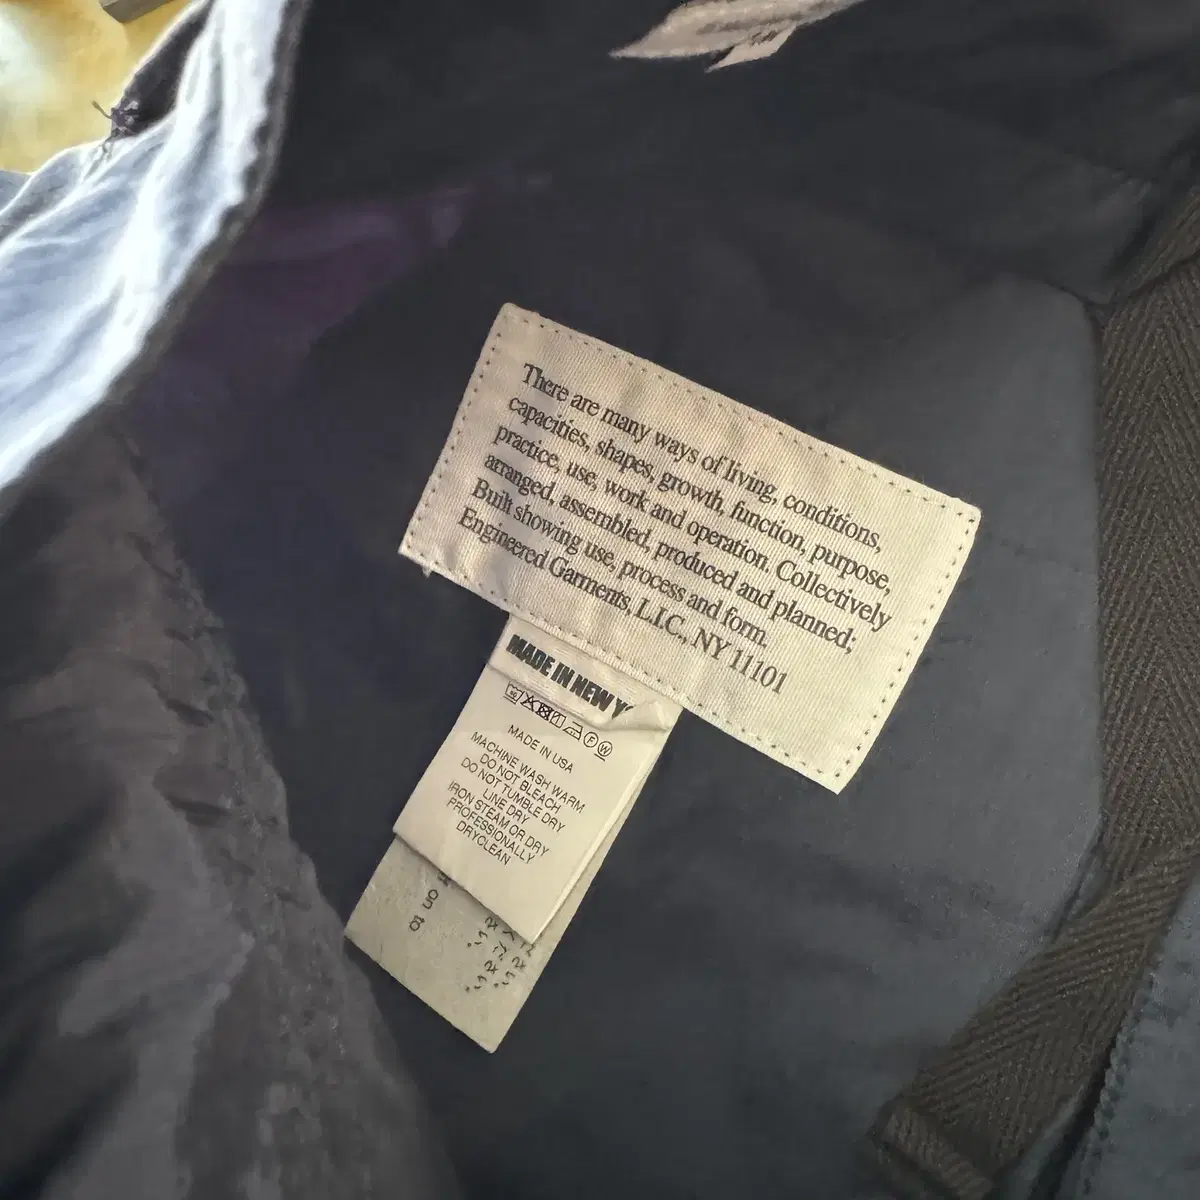 There are many ways of living, conditions,
capacities, shapes, growth, function, purpose,
practice, use, work and operation. Collectively
arranged, assembled, produced and planned;
Built showing use, process and form.
Engineered Garments, L.I.C., NY 11101
MADE IN NEW
MADE IN USA
MACHINE WASH WARM
DO NOT BLEACH
DO NOT TUMBLE DRY
LINE DRY
IRON STEAM OR DRY
PROFESSIONALLY
DRYCLEAN